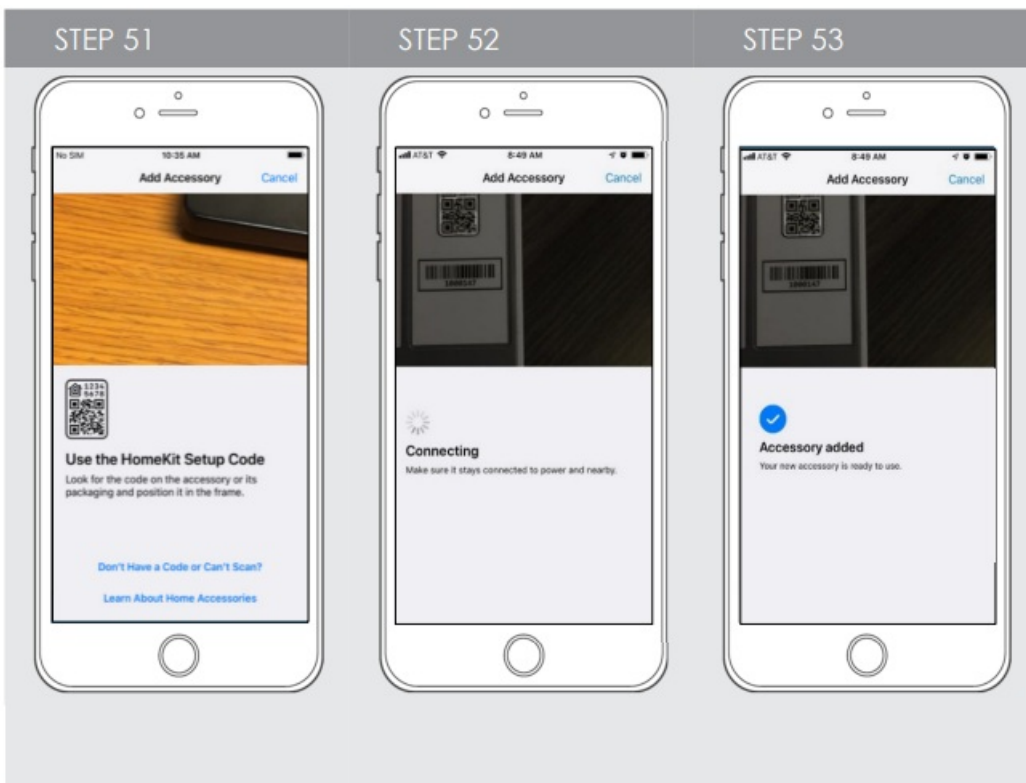 STEP 51
No SIM 10:35 AM
Add Accessory Cancel
1234
5678
Use the HomeKit Setup Code
Look for the code on the accessory or its
packaging and position it in the frame.
Don't Have a Code or Can't Scan?
Learn About Home Accessories
STEP 52
AT&T 8:49 AM
Add Accessory Cancel
1000147
Connecting
Make sure it stays connected to power and nearby.
STEP 53
AT&T 8:49 AM
Add Accessory Cancel
1000147
Accessory added
Your new accessory is ready to use.